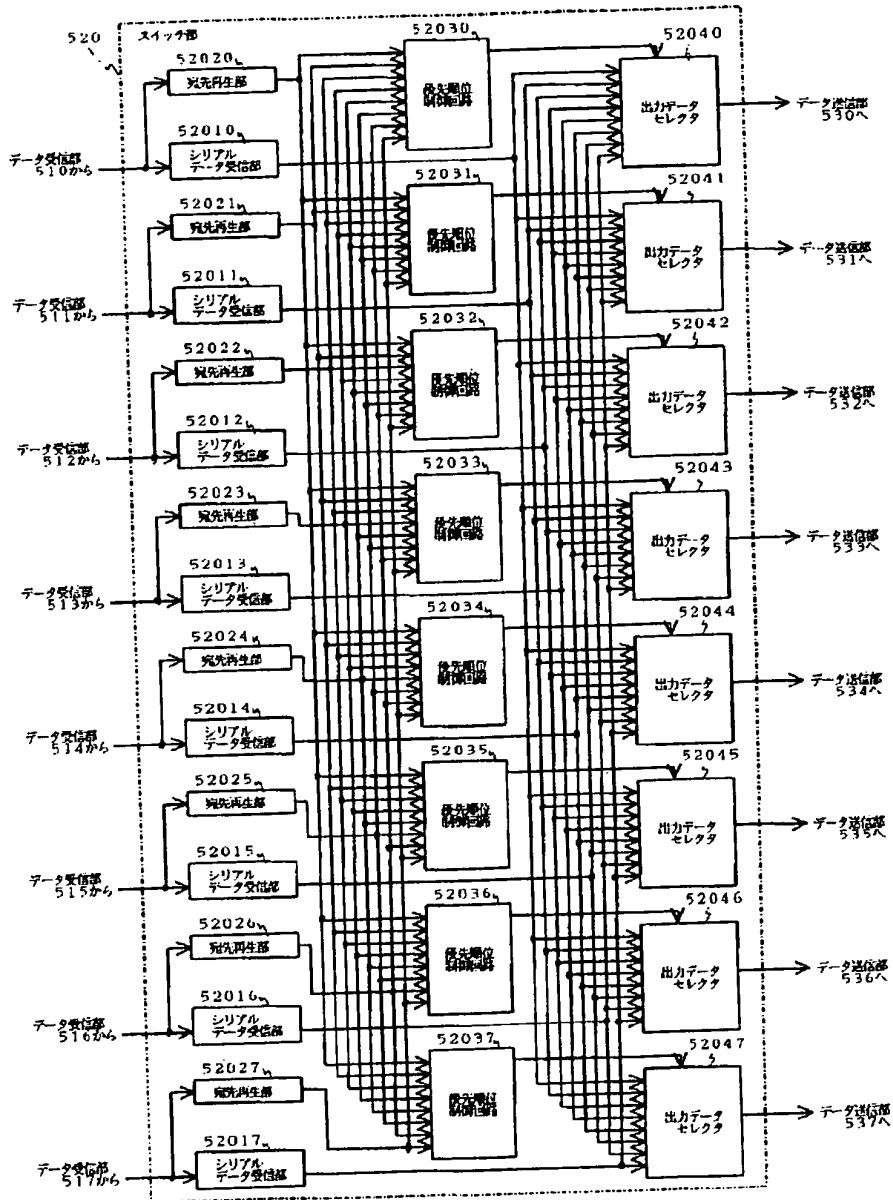 520
スイッチ部
52020
宛先再生部
52010
シリアル
データ受信部
データ受信部
510から
52030
優先順位
制御回路
52040
出力データ
セレクタ
データ送信部
530へ
52021
宛先再生部
52011
シリアル
データ受信部
データ受信部
511から
52031
優先順位
制御回路
52041
出力データ
セレクタ
データ送信部
531へ
52022
宛先再生部
52012
シリアル
データ受信部
データ受信部
512から
52032
優先順位
制御回路
52042
出力データ
セレクタ
データ送信部
532へ
52023
宛先再生部
52013
シリアル
データ受信部
データ受信部
513から
52033
優先順位
制御回路
52043
出力データ
セレクタ
データ送信部
533へ
52024
宛先再生部
52014
シリアル
データ受信部
データ受信部
514から
52034
優先順位
制御回路
52044
出力データ
セレクタ
データ送信部
534へ
52025
宛先再生部
52015
シリアル
データ受信部
データ受信部
515から
52035
優先順位
制御回路
52045
出力データ
セレクタ
データ送信部
535へ
52026
宛先再生部
52016
シリアル
データ受信部
データ受信部
516から
52036
優先順位
制御回路
52046
出力データ
セレクタ
データ送信部
536へ
52027
宛先再生部
52017
シリアル
データ受信部
データ受信部
517から
52037
優先順位
制御回路
52047
出力データ
セレクタ
データ送信部
537へ